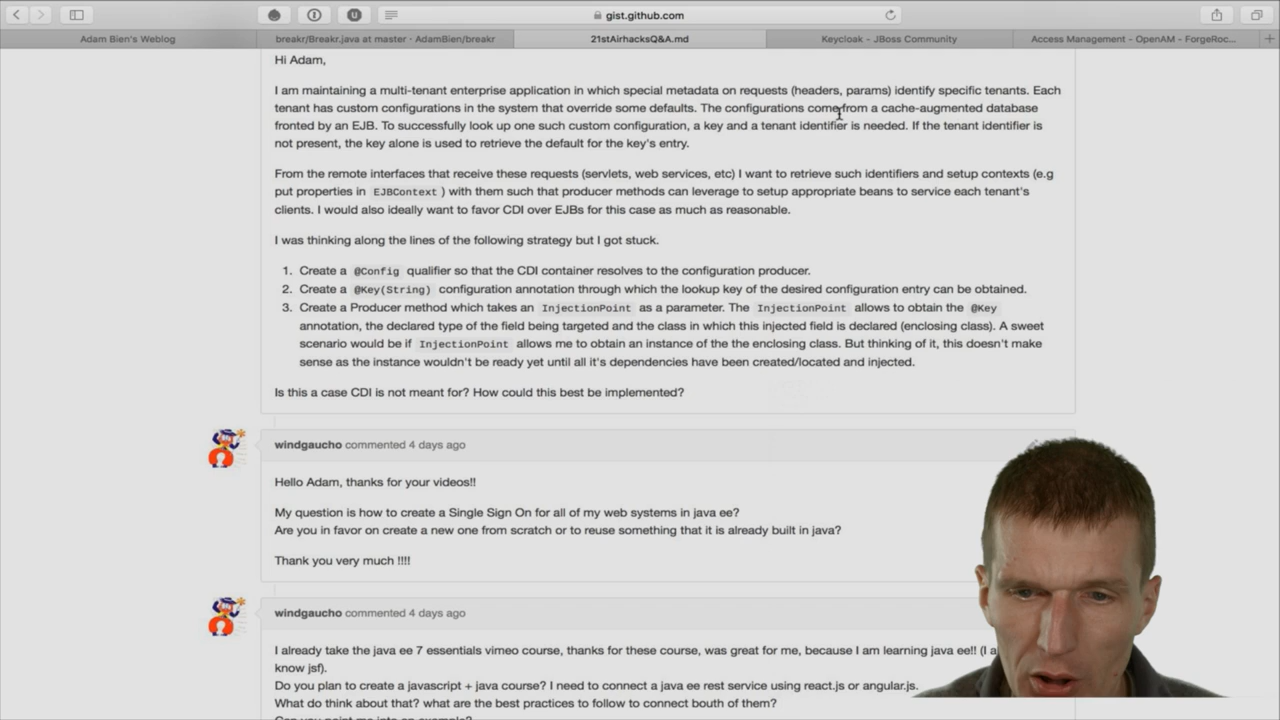 gist.github.com
Adam Bien's Weblog
breakr/Breakr.java at master · AdamBien/breakr
21stAirhacksQ&A.md
Keycloak - JBoss Community
Access Management - OpenAM - ForgeRoc...
Hi Adam,
I am maintaining a multi-tenant enterprise application in which special metadata on requests (headers, params) identify specific tenants. Each
tenant has custom configurations in the system that override some defaults. The configurations come from a cache-augmented database
fronted by an EJB. To successfully look up one such custom configuration, a key and a tenant identifier is needed. If the tenant identifier is
not present, the key alone is used to retrieve the default for the key's entry.
From the remote interfaces that receive these requests (servlets, web services, etc) I want to retrieve such identifiers and setup contexts (e.g
put properties in EJBContext ) with them such that producer methods can leverage to setup appropriate beans to service each tenant's
clients. I would also ideally want to favor CDI over EJBs for this case as much as reasonable.
I was thinking along the lines of the following strategy but I got stuck.
1. Create a @Config qualifier so that the CDI container resolves to the configuration producer.
2. Create a @Key(String) configuration annotation through which the lookup key of the desired configuration entry can be obtained.
3. Create a Producer method which takes an InjectionPoint as a parameter. The InjectionPoint allows to obtain the @Key
annotation, the declared type of the field being targeted and the class in which this injected field is declared (enclosing class). A sweet
scenario would be if InjectionPoint allows me to obtain an instance of the the enclosing class. But thinking of it, this doesn't make
sense as the instance wouldn't be ready yet until all it's dependencies have been created/located and injected.
Is this a case CDI is not meant for? How could this best be implemented?
windgaucho commented 4 days ago
Hello Adam, thanks for your videos!!
My question is how to create a Single Sign On for all of my web systems in java ee?
Are you in favor on create a new one from scratch or to reuse something that it is already built in java?
Thank you very much !!!!
windgaucho commented 4 days ago
I already take the java ee 7 essentials vimeo course, thanks for these course, was great for me, because I am learning java ee!! (I a
know jsf).
Do you plan to create a javascript + java course? I need to connect a java ee rest service using react.js or angular.js.
What do think about that? what are the best practices to follow to connect bouth of them?
Can you point me into an example?